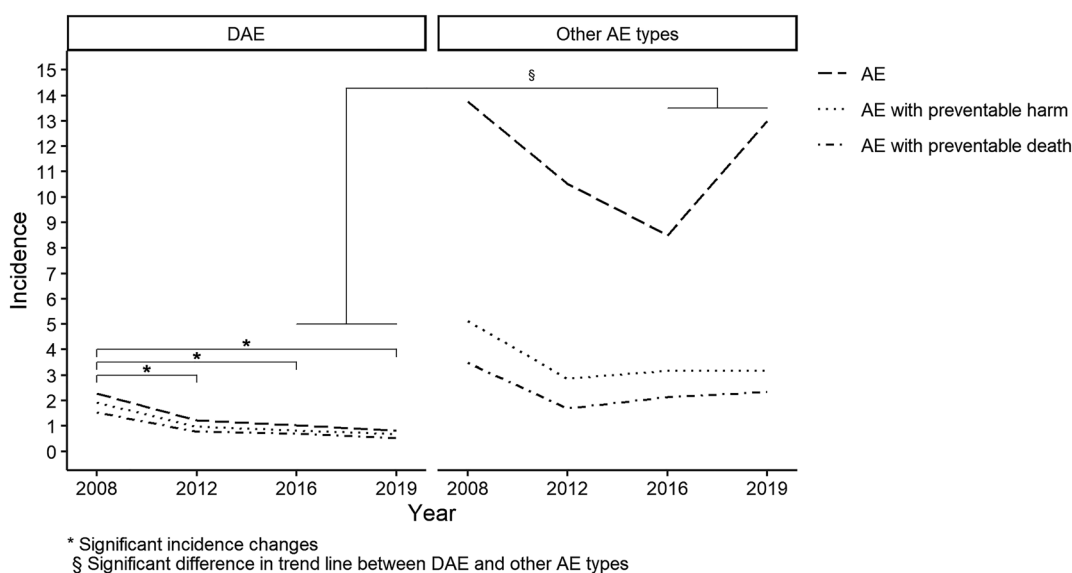 DAE
Other AE types
15
14
13
12
11
10
9
8
7
6
5
4
3
2
1
0
Incidence
§
*
*
*
2008 2012 2016 2019
2008 2012 2016 2019
Year
AE
AE with preventable harm
AE with preventable death
* Significant incidence changes
§ Significant difference in trend line between DAE and other AE types